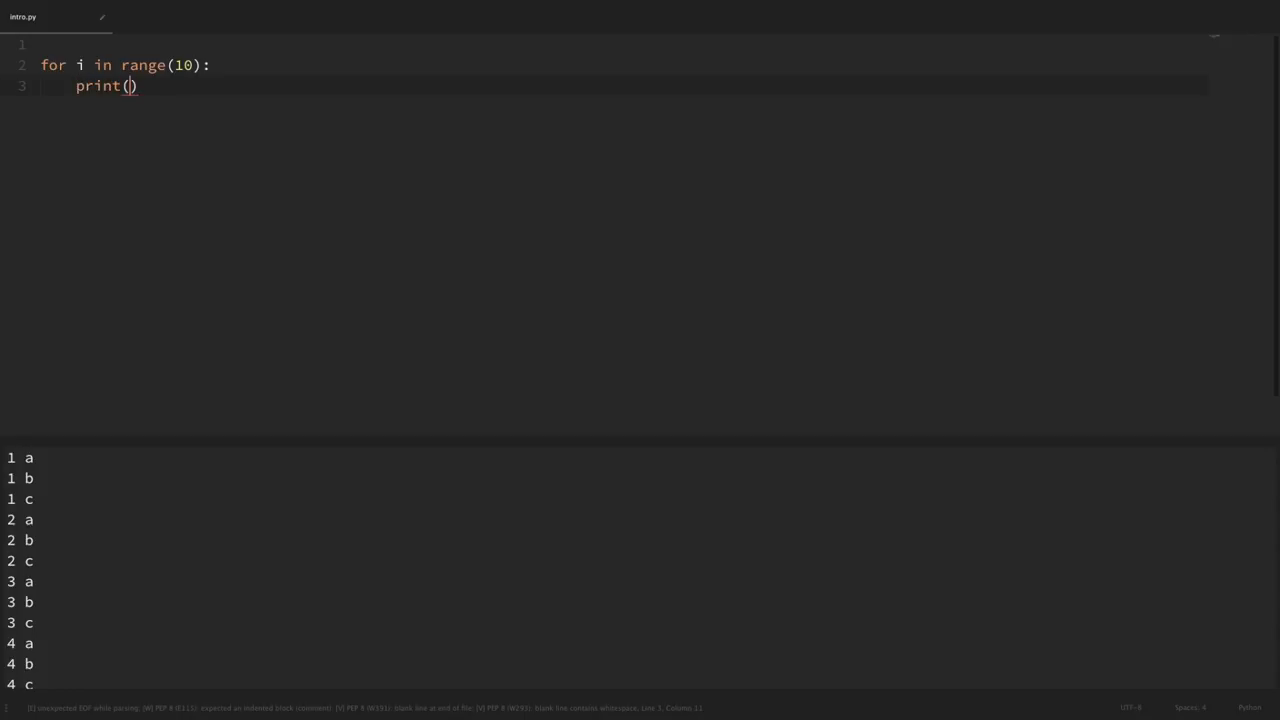 intro.py
1
2 for i in range(10):
3 print()
1 a
1 b
1 c
2 a
2 b
2 c
3 a
3 b
3 c
4 a
4 b
4 c
[E] unexpected EOF while parsing; [W] PEP 8 (E115): expected an indented block (comment); [V] PEP 8 (W391): blank line at end of file; [V] PEP 8 (W293): blank line contains whitespace, Line 3, Column 11
UTF-8 Spaces: 4 Python